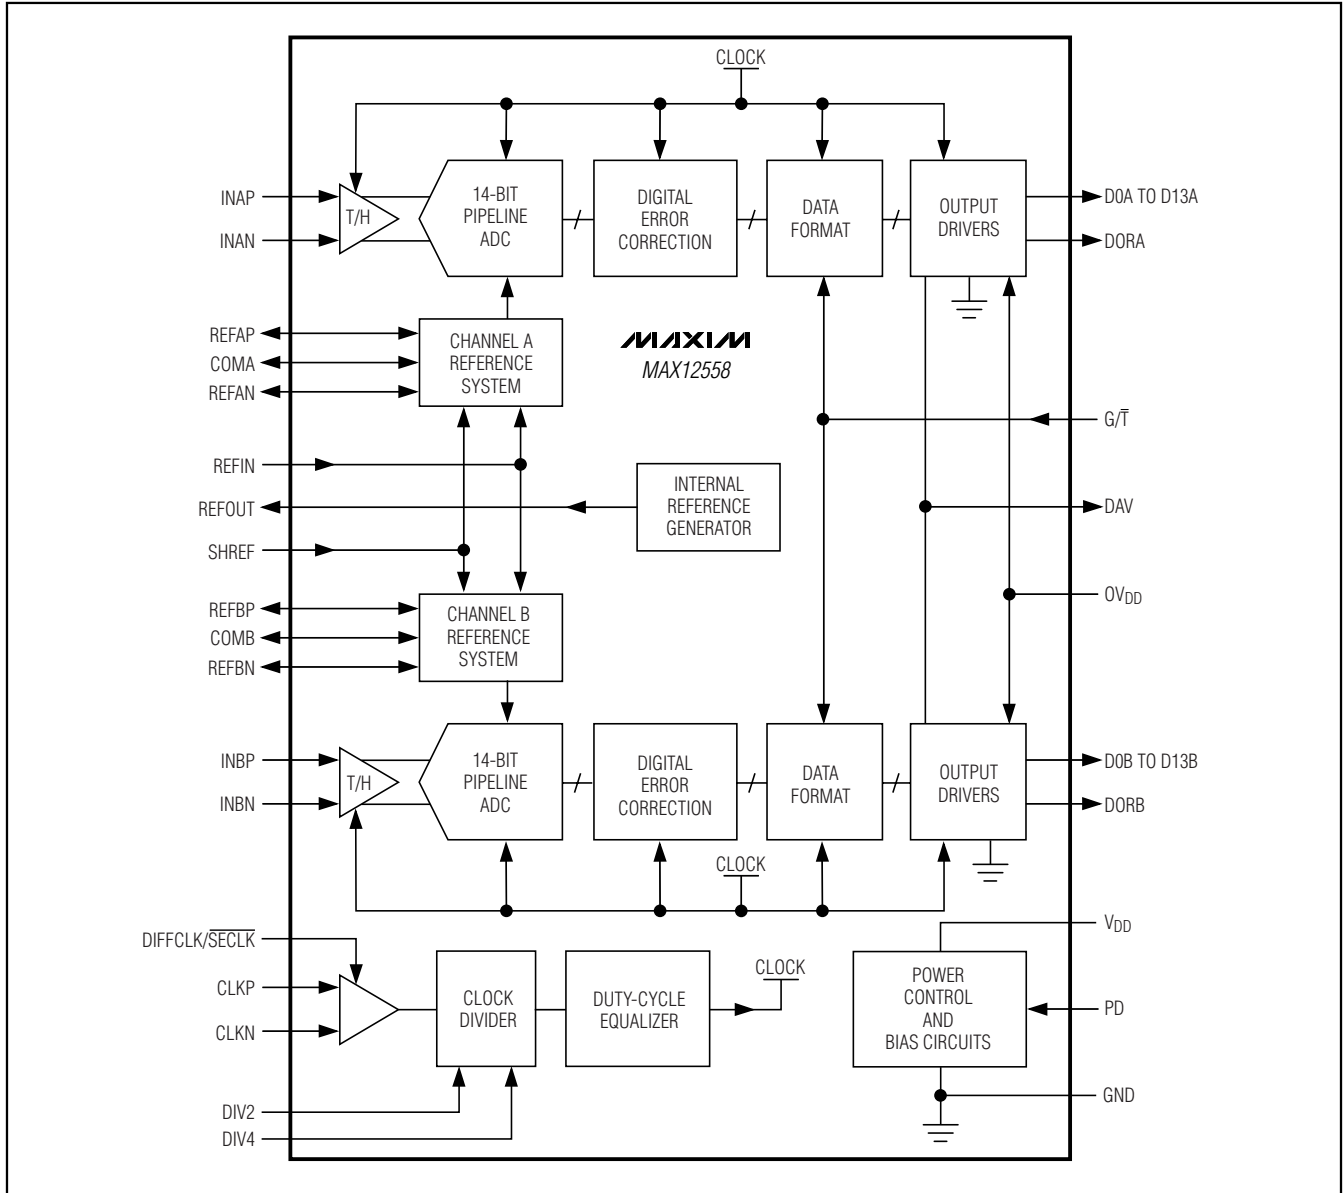 CLOCK
INAP
INAN
T/H
14-BIT
PIPELINE
ADC
DIGITAL
ERROR
CORRECTION
DATA
FORMAT
OUTPUT
DRIVERS
D0A TO D13A
DORA
REFAP
COMA
REFAN
CHANNEL A
REFERENCE
SYSTEM
MAXIM
MAX12558
G/T̅
REFIN
REFOUT
SHREF
INTERNAL
REFERENCE
GENERATOR
DAV
OVDD
REFBP
COMB
REFBN
CHANNEL B
REFERENCE
SYSTEM
INBP
INBN
T/H
14-BIT
PIPELINE
ADC
DIGITAL
ERROR
CORRECTION
DATA
FORMAT
OUTPUT
DRIVERS
D0B TO D13B
DORB
CLOCK
DIFFCLK/S̅E̅C̅L̅K̅
CLKP
CLKN
CLOCK
DIVIDER
DUTY-CYCLE
EQUALIZER
CLOCK
DIV2
DIV4
POWER
CONTROL
AND
BIAS CIRCUITS
VDD
PD
GND